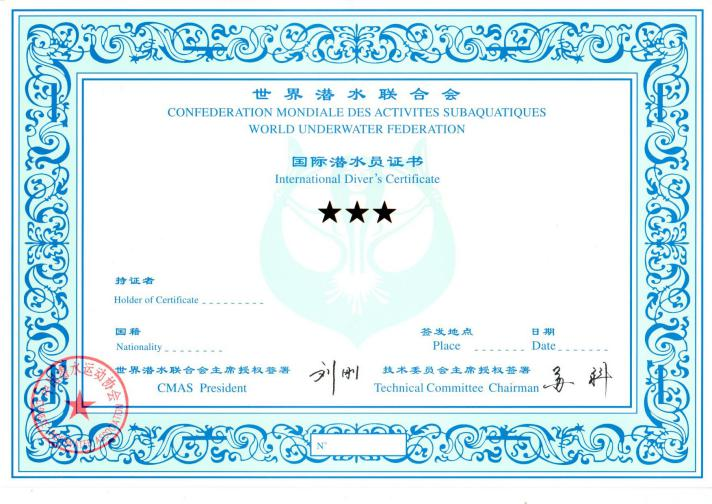 世界潜水联合会
CONFEDERATION MONDIALE DES ACTIVITES SUBAQUATIQUES
WORLD UNDERWATER FEDERATION
国际潜水员证书
International Diver's Certificate
★★★
持证者
Holder of Certificate
国籍
Nationality
签发地点 日期
Place Date
世界潜水联合会主席授权签署 刘刚 技术委员会主席授权签署
CMAS President Technical Committee Chairman 苏科
水运动协会
N°